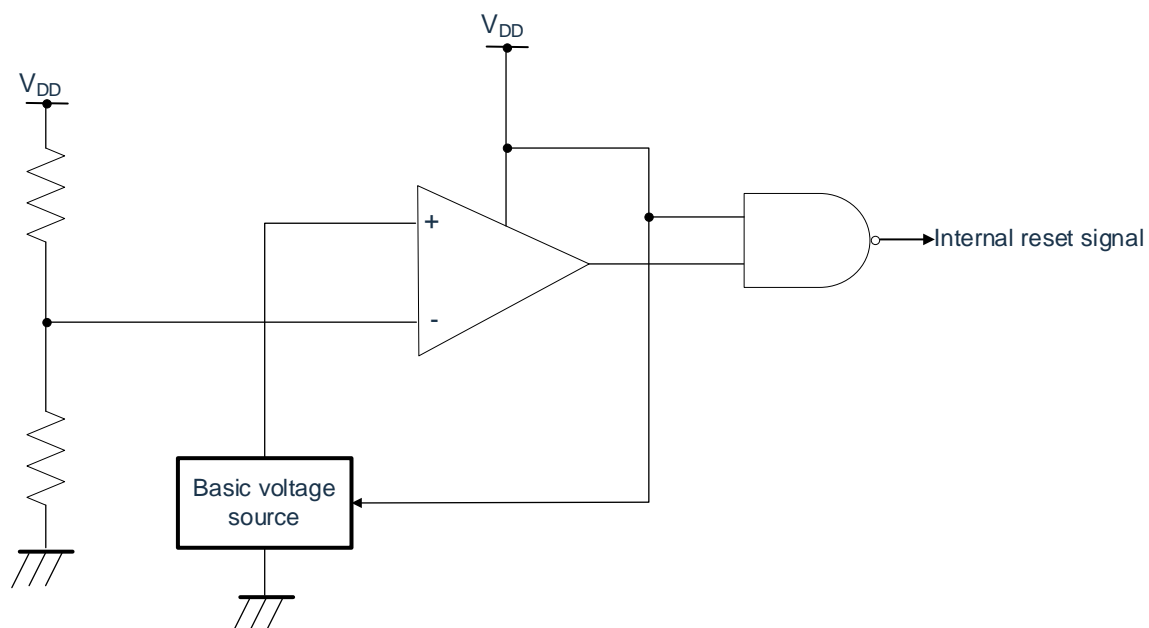 VDD
VDD
+
-
Internal reset signal
Basic voltage
source